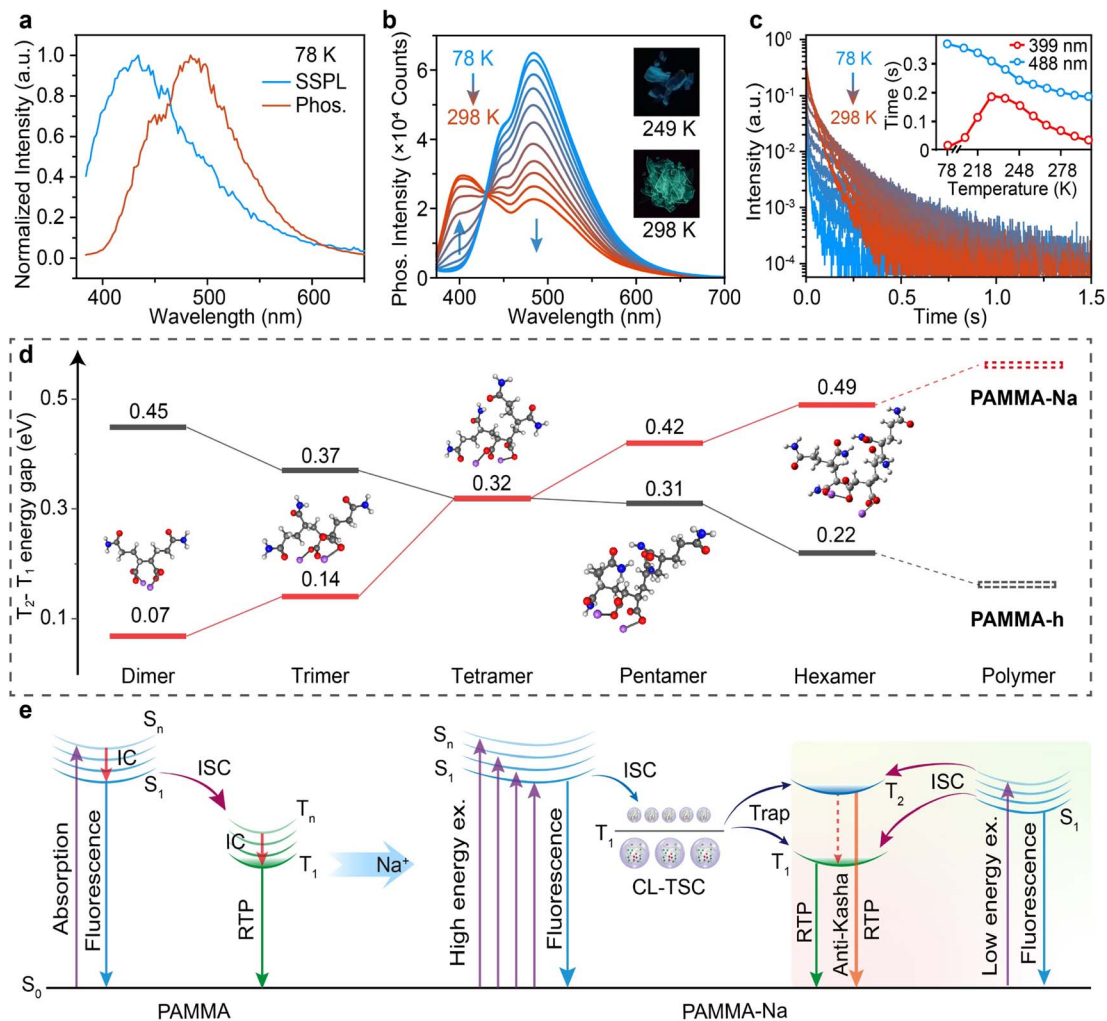 a
Normalized Intensity (a.u.)
1.0
0.8
0.6
0.4
0.2
0.0
78 K
SSPL
Phos.
400
500
600
Wavelength (nm)
b
Phos. Intensity (×10⁴ Counts)
6
4
2
0
78 K
298 K
249 K
298 K
400
500
600
700
Wavelength (nm)
c
Intensity (a.u.)
10⁰
10⁻¹
10⁻²
10⁻³
10⁻⁴
78 K
298 K
Time (s)
0.3
0.2
0.1
0
399 nm
488 nm
78
218
248
278
Temperature (K)
0.0
0.5
1.0
1.5
Time (s)
d
T₂- T₁ energy gap (eV)
0.5
0.3
0.1
0.45
0.37
0.32
0.31
0.22
0.07
0.14
0.42
0.49
PAMMA-Na
PAMMA-h
Dimer
Trimer
Tetramer
Pentamer
Hexamer
Polymer
e
Sₙ
IC
S₁
ISC
Tₙ
IC
T₁
Absorption
Fluorescence
RTP
Na⁺
Sₙ
S₁
ISC
High energy ex.
Fluorescence
T₁
CL-TSC
Trap
T₂
T₁
ISC
S₁
RTP
Anti-Kasha
RTP
Low energy ex.
Fluorescence
S₀
PAMMA
PAMMA-Na